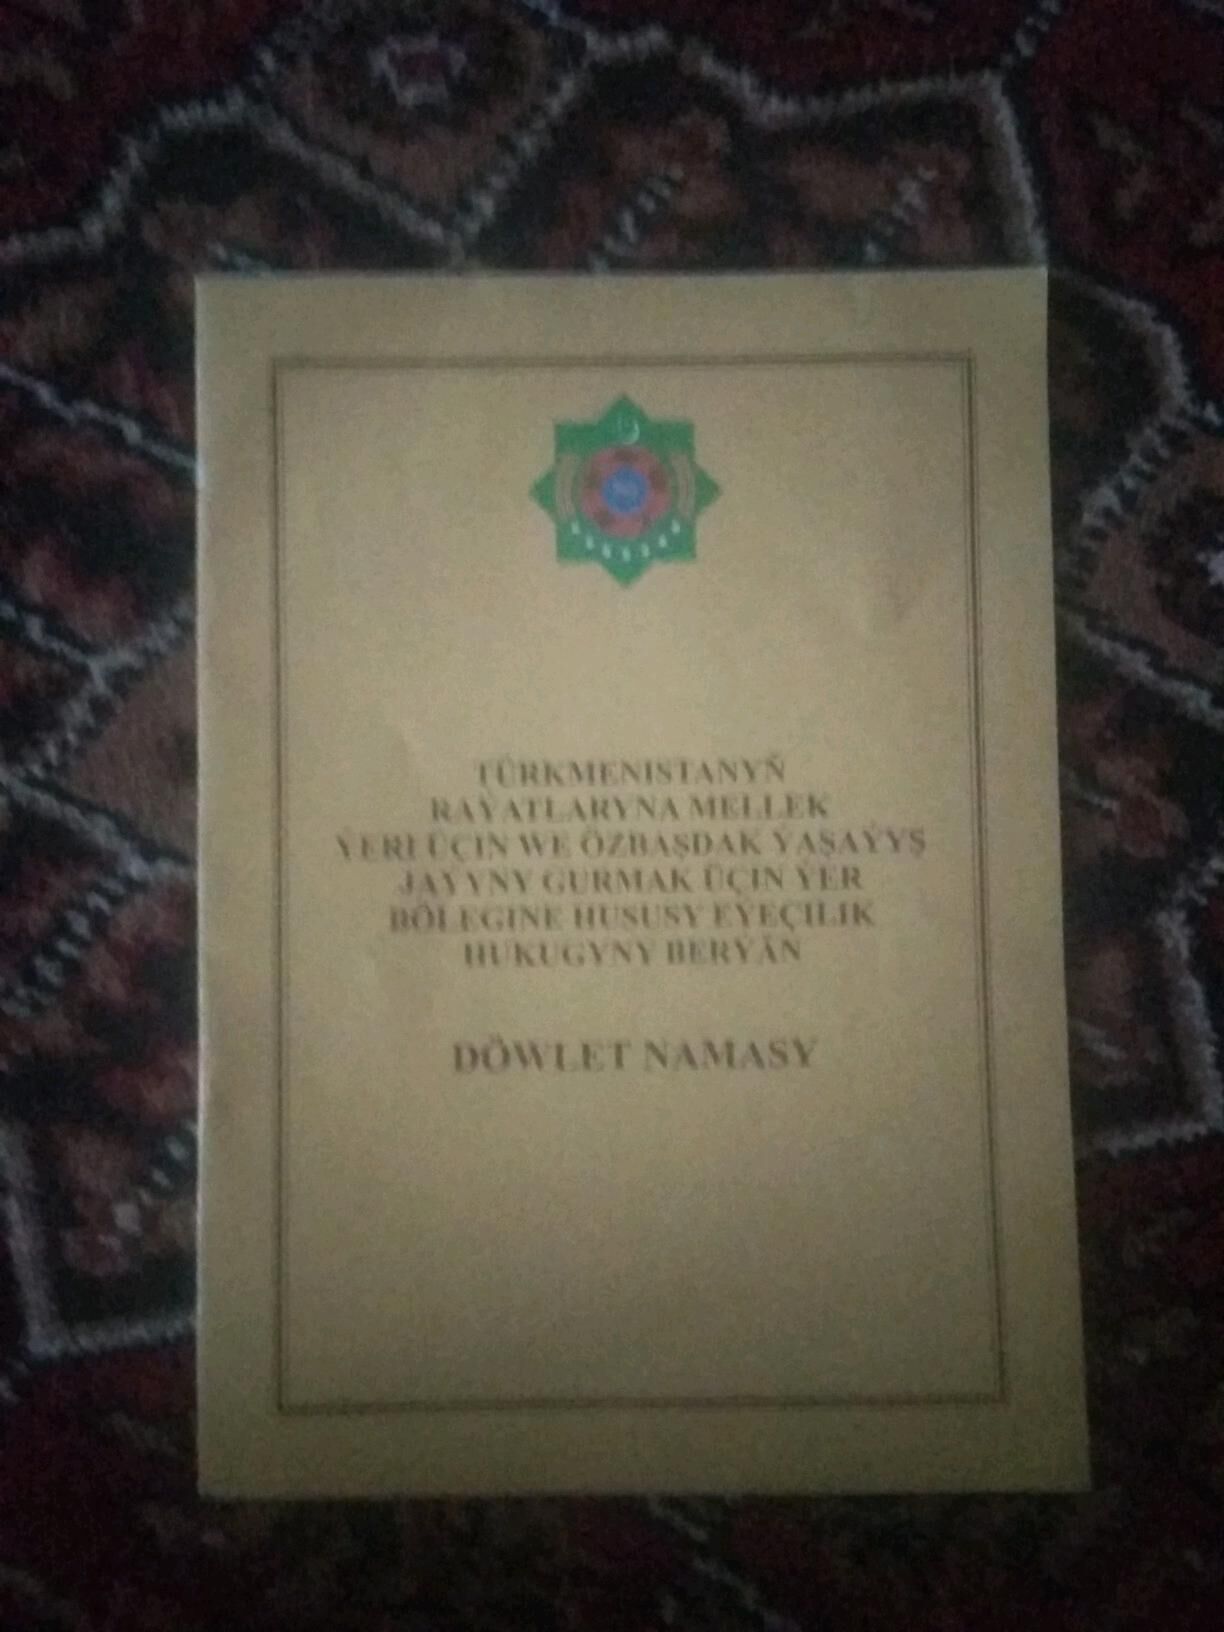 TÜRKMENISTANYŇ
RAÝATLARYNA MELLEK
ÝERI ÜÇIN WE ÖZBAŞDAK ÝAŞAÝYŞ
JAÝYNY GURMAK ÜÇIN ÝER
BÖLEGINE HUSUSY EÝEÇILIK
HUKUGYNY BERÝÄN
DÖWLET NAMASY